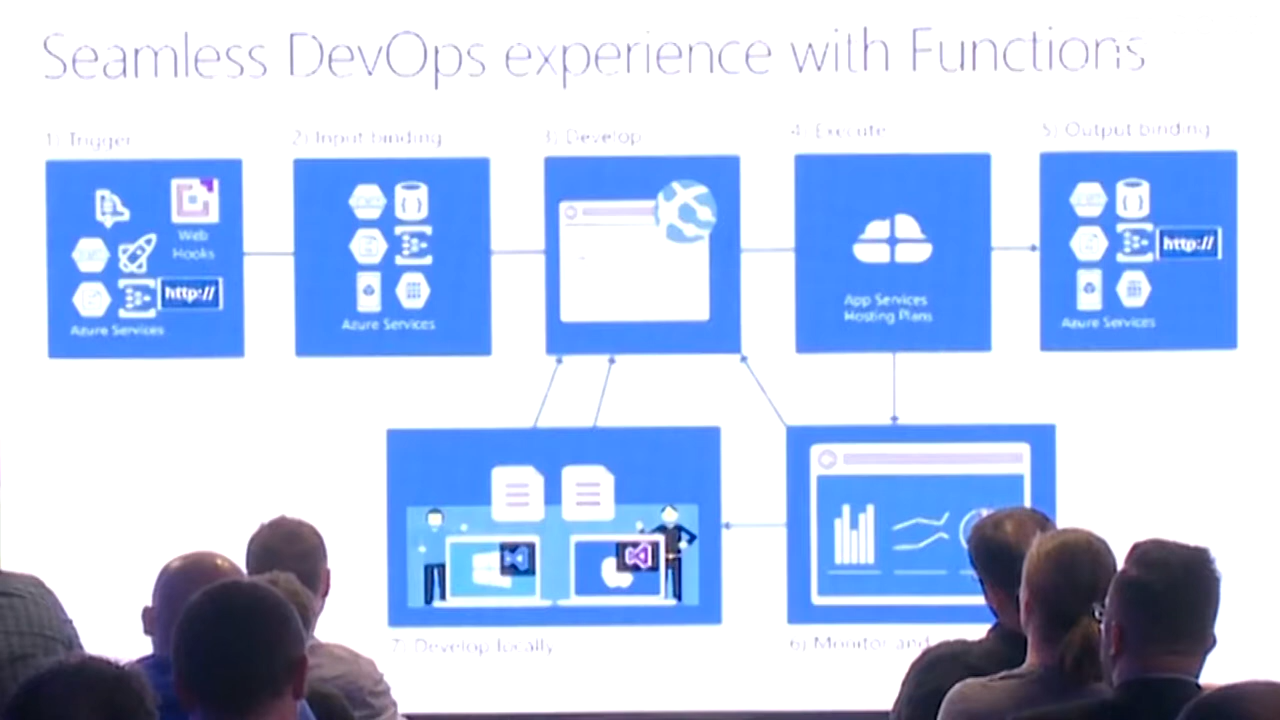 Seamless DevOps experience with Functions
1) Trigger
2) Input binding
3) Develop
4) Execute
5) Output binding
Web
Hooks
http://
Azure Services
Azure Services
App Services
Hosting Plans
http://
Azure Services
7) Develop locally
6) Monitor and